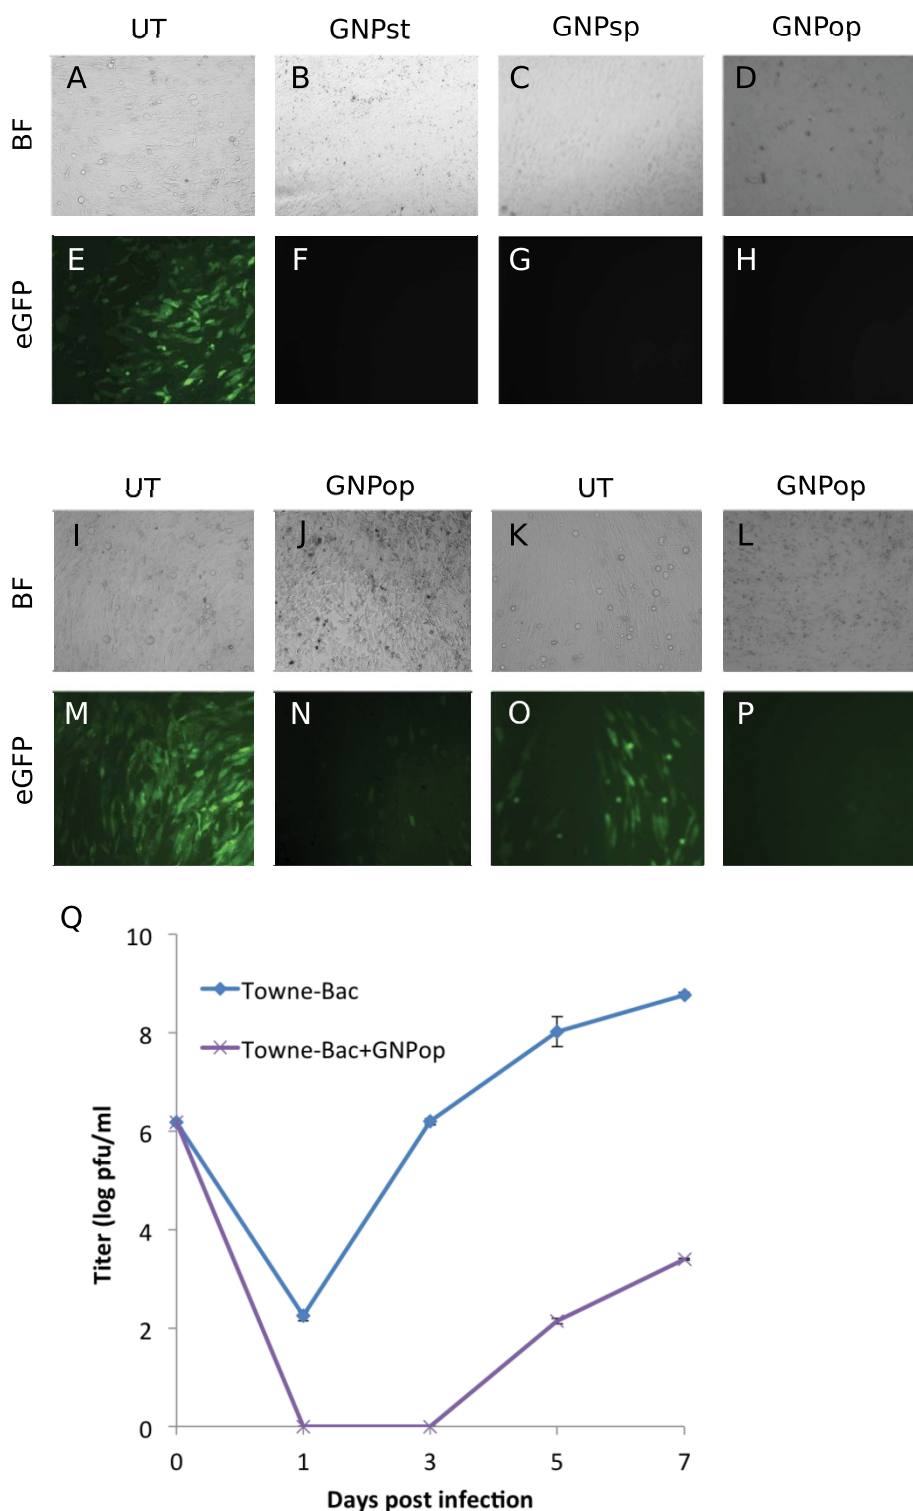 UT GNPst GNPsp GNPop
BF A B C D
eGFP E F G H
UT GNPop UT GNPop
BF I J K L
eGFP M N O P
Q
10
Towne-Bac
8
Towne-Bac+GNPop
6
Titer (log pfu/ml
4
2
0
0 1 3 5 7
Days post infection